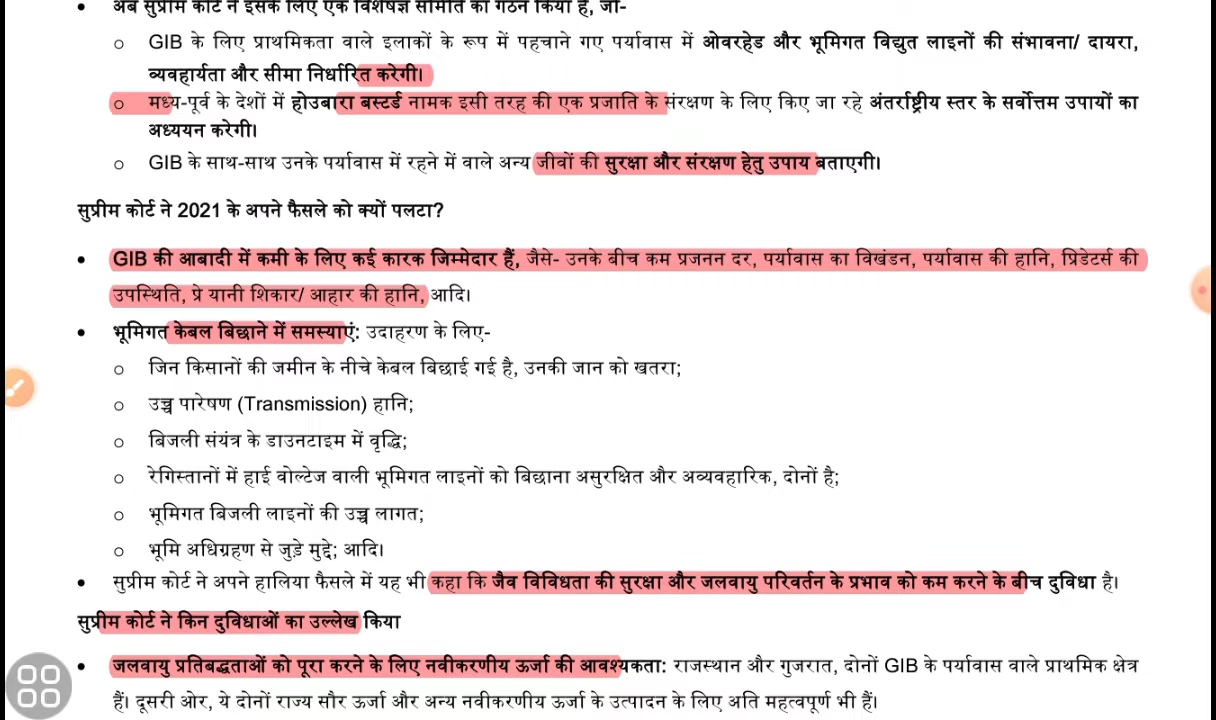 • अब सुप्रीम कोर्ट ने इसके लिए एक विशेषज्ञ समिति का गठन किया है, जो-
○ GIB के लिए प्राथमिकता वाले इलाकों के रूप में पहचाने गए पर्यावास में ओवरहेड और भूमिगत विद्युत लाइनों की संभावना/ दायरा,
व्यवहार्यता और सीमा निर्धारित करेगी।
○ मध्य-पूर्व के देशों में होउबारा बस्टर्ड नामक इसी तरह की एक प्रजाति के संरक्षण के लिए किए जा रहे अंतर्राष्ट्रीय स्तर के सर्वोत्तम उपायों का
अध्ययन करेगी।
○ GIB के साथ-साथ उनके पर्यावास में रहने में वाले अन्य जीवों की सुरक्षा और संरक्षण हेतु उपाय बताएगी।
सुप्रीम कोर्ट ने 2021 के अपने फैसले को क्यों पलटा?
• GIB की आबादी में कमी के लिए कई कारक जिम्मेदार हैं, जैसे- उनके बीच कम प्रजनन दर, पर्यावास का विखंडन, पर्यावास की हानि, प्रिडेटर्स की
उपस्थिति, प्रे यानी शिकार/ आहार की हानि, आदि।
• भूमिगत केबल बिछाने में समस्याएं: उदाहरण के लिए-
○ जिन किसानों की जमीन के नीचे केबल बिछाई गई है, उनकी जान को खतरा;
○ उच्च पारेषण (Transmission) हानि;
○ बिजली संयंत्र के डाउनटाइम में वृद्धि;
○ रेगिस्तानों में हाई वोल्टेज वाली भूमिगत लाइनों को बिछाना असुरक्षित और अव्यवहारिक, दोनों है;
○ भूमिगत बिजली लाइनों की उच्च लागत;
○ भूमि अधिग्रहण से जुड़े मुद्दे; आदि।
• सुप्रीम कोर्ट ने अपने हालिया फैसले में यह भी कहा कि जैव विविधता की सुरक्षा और जलवायु परिवर्तन के प्रभाव को कम करने के बीच दुविधा है।
सुप्रीम कोर्ट ने किन दुविधाओं का उल्लेख किया
• जलवायु प्रतिबद्धताओं को पूरा करने के लिए नवीकरणीय ऊर्जा की आवश्यकता: राजस्थान और गुजरात, दोनों GIB के पर्यावास वाले प्राथमिक क्षेत्र
हैं। दूसरी ओर, ये दोनों राज्य सौर ऊर्जा और अन्य नवीकरणीय ऊर्जा के उत्पादन के लिए अति महत्वपूर्ण भी हैं।